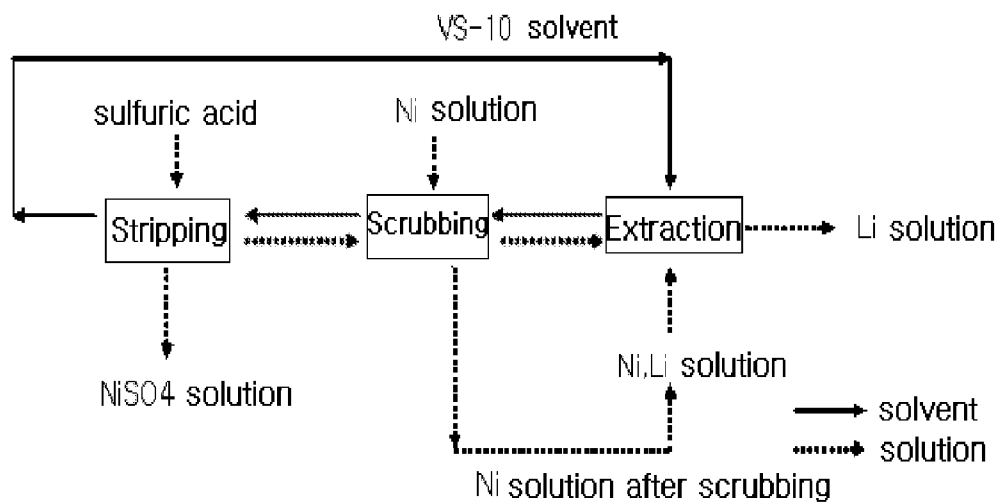 VS-10 solvent
sulfuric acid
Ni solution
Stripping
Scrubbing
Extraction
Li solution
NiSO4 solution
Ni,Li solution
solvent
solution
Ni solution after scrubbing